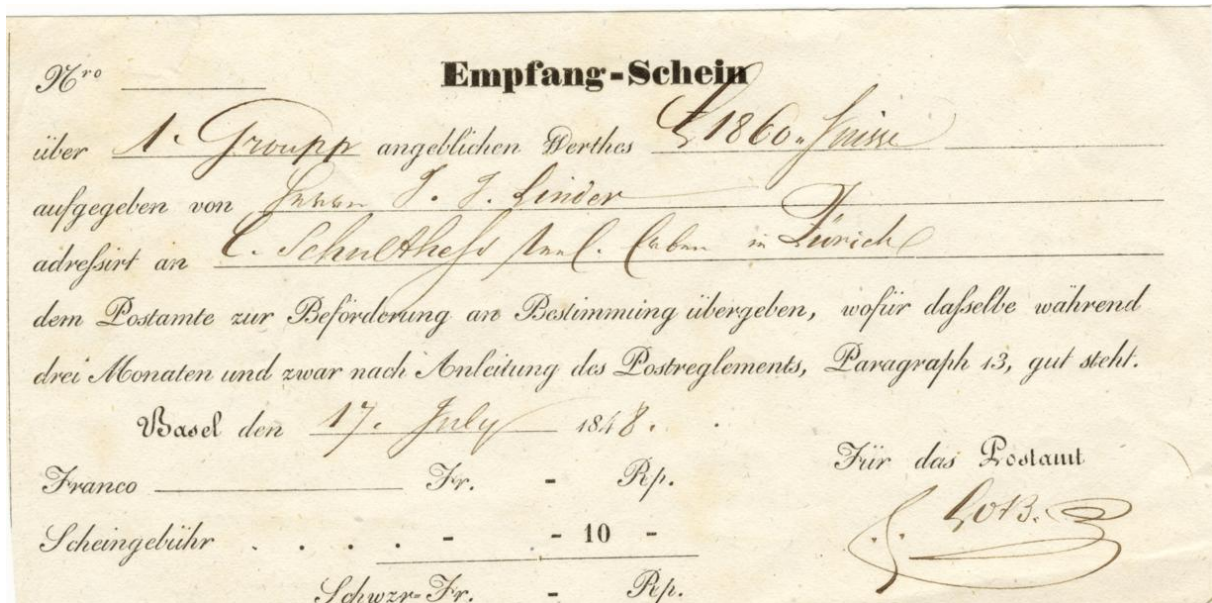 Nro Empfang-Schein
über 1. Groupp angeblichen Werthes 1860
aufgegeben von Herrn J. J. Linder
adreſsirt an C. Schultheſs in Zürich
dem Postamte zur Beförderung an Bestimmung übergeben, wofür daſselbe während
drei Monaten und zwar nach Anleitung des Postreglements, Paragraph 13, gut steht.
Basel den 17. July 1848.
Für das Postamt
Franco Fr. - Rp.
Scheingebühr . . . . - - 10 -
Schwzr=Fr. - Rp.